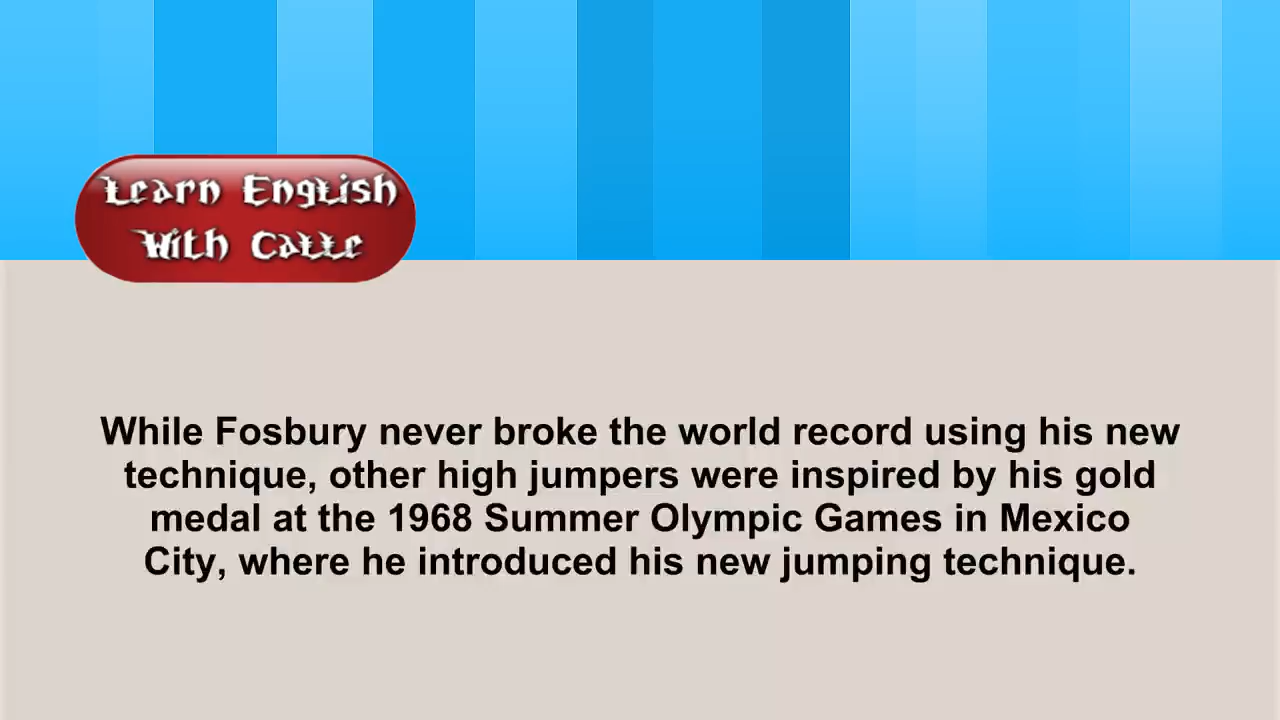 Learn English
With Calle
While Fosbury never broke the world record using his new
technique, other high jumpers were inspired by his gold
medal at the 1968 Summer Olympic Games in Mexico
City, where he introduced his new jumping technique.